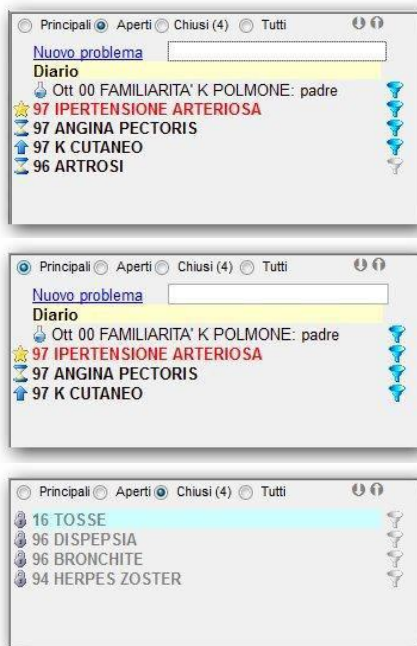 Principali Aperti Chiusi (4) Tutti
Nuovo problema
Diario
Ott 00 FAMILIARITA' K POLMONE: padre
97 IPERTENSIONE ARTERIOSA
97 ANGINA PECTORIS
97 K CUTANEO
96 ARTROSI
Principali Aperti Chiusi (4) Tutti
Nuovo problema
Diario
Ott 00 FAMILIARITA' K POLMONE: padre
97 IPERTENSIONE ARTERIOSA
97 ANGINA PECTORIS
97 K CUTANEO
Principali Aperti Chiusi (4) Tutti
16 TOSSE
96 DISPEPSIA
96 BRONCHITE
94 HERPES ZOSTER